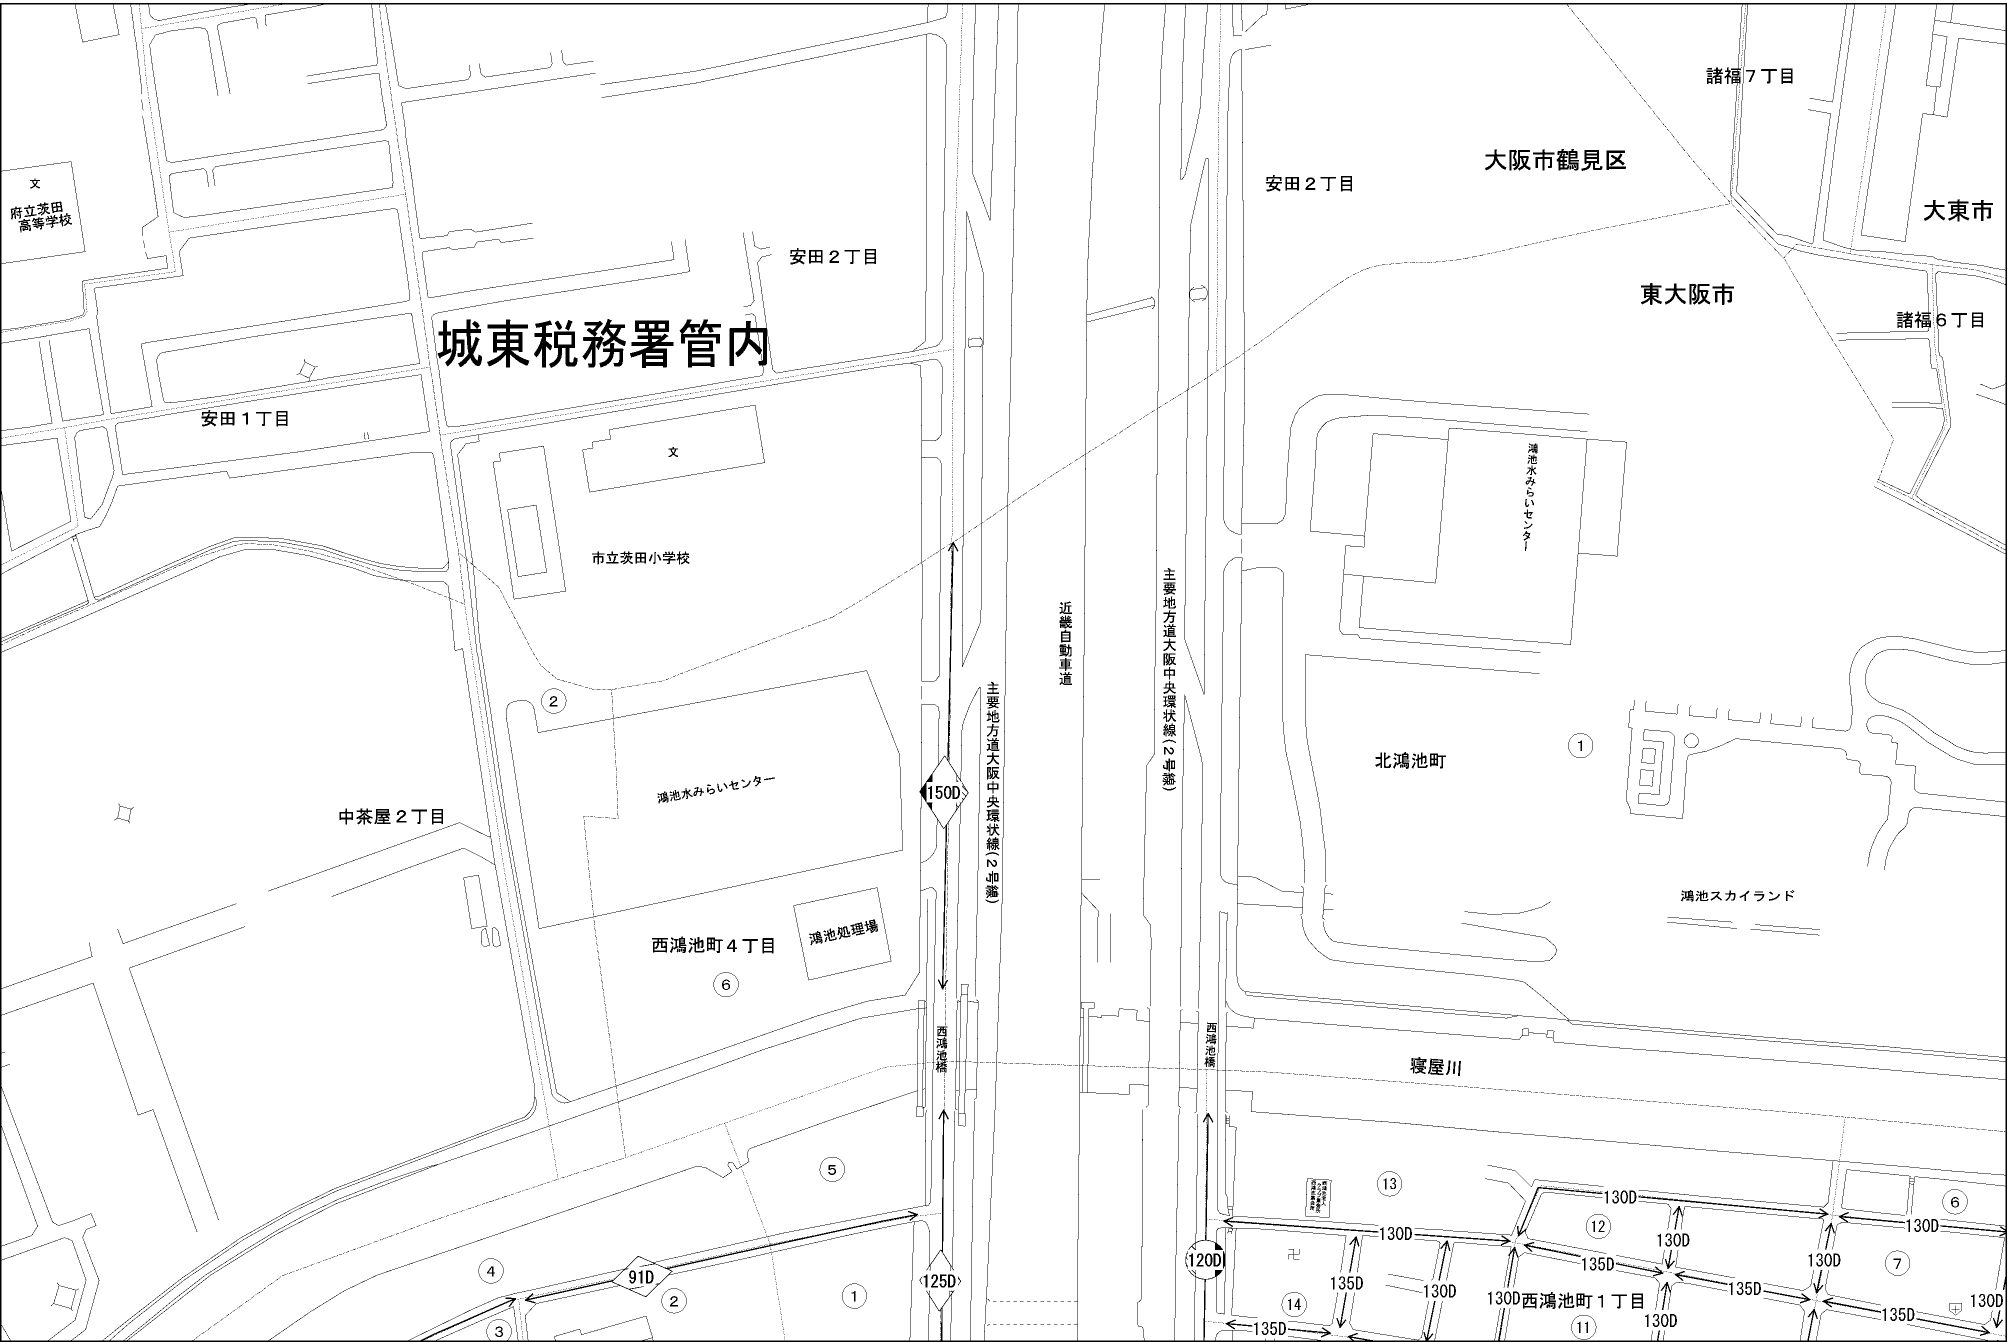 諸福７丁目
大阪市鶴見区
安田２丁目
文
府立茨田
高等学校
大東市
安田２丁目
東大阪市
諸福６丁目
城東税務署管内
安田１丁目
文
鴻池水みらいセンター
市立茨田小学校
近畿自動車道
主要地方道大阪中央環状線(２号線)
主要地方道大阪中央環状線(２号線)
2
1
北鴻池町
鴻池水みらいセンター
150D
中茶屋２丁目
鴻池スカイランド
鴻池処理場
西鴻池町４丁目
6
西鴻池橋
西鴻池橋
寝屋川
5
13
130D
6
12
130D
130D
130D
130D
135D
7
4
91D
125D
120D
135D
130D
135D
2
1
14
130D
西鴻池町１丁目
130D
135D
130D
3
135D
11